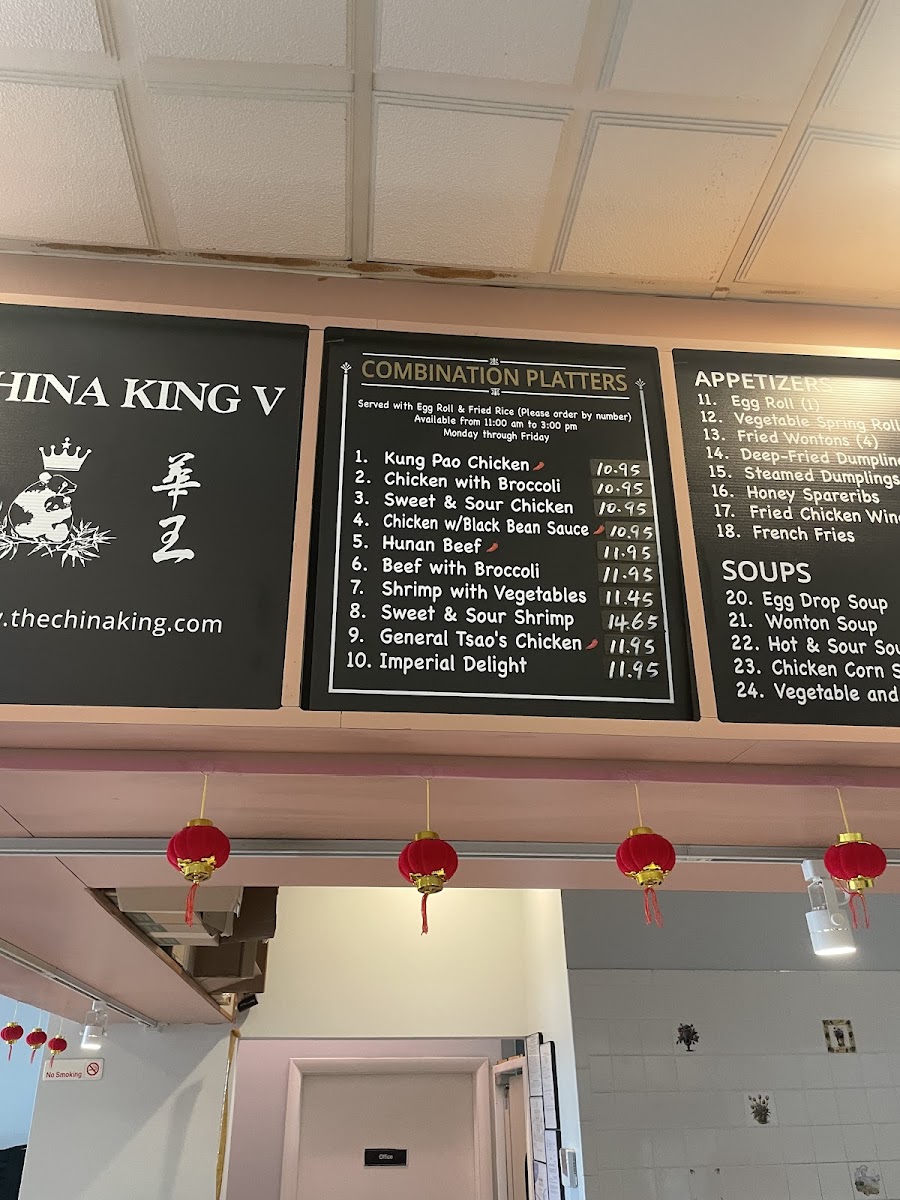 HINA KING V
華
王
.thechinaking.com
COMBINATION PLATTERS
Served with Egg Roll & Fried Rice (Please order by number)
Available from 11:00 am to 3:00 pm
Monday through Friday
1. Kung Pao Chicken 10.95
2. Chicken with Broccoli 10.95
3. Sweet & Sour Chicken 10.95
4. Chicken w/Black Bean Sauce 10.95
5. Hunan Beef 11.95
6. Beef with Broccoli 11.95
7. Shrimp with Vegetables 11.45
8. Sweet & Sour Shrimp 14.65
9. General Tsao's Chicken 11.95
10. Imperial Delight 11.95
APPETIZERS
11. Egg Roll (1)
12. Vegetable Spring Roll
13. Fried Wontons (4)
14. Deep-Fried Dumpling
15. Steamed Dumplings
16. Honey Spareribs
17. Fried Chicken Win
18. French Fries
SOUPS
20. Egg Drop Soup
21. Wonton Soup
22. Hot & Sour Sou
23. Chicken Corn S
24. Vegetable and
No Smoking
Office